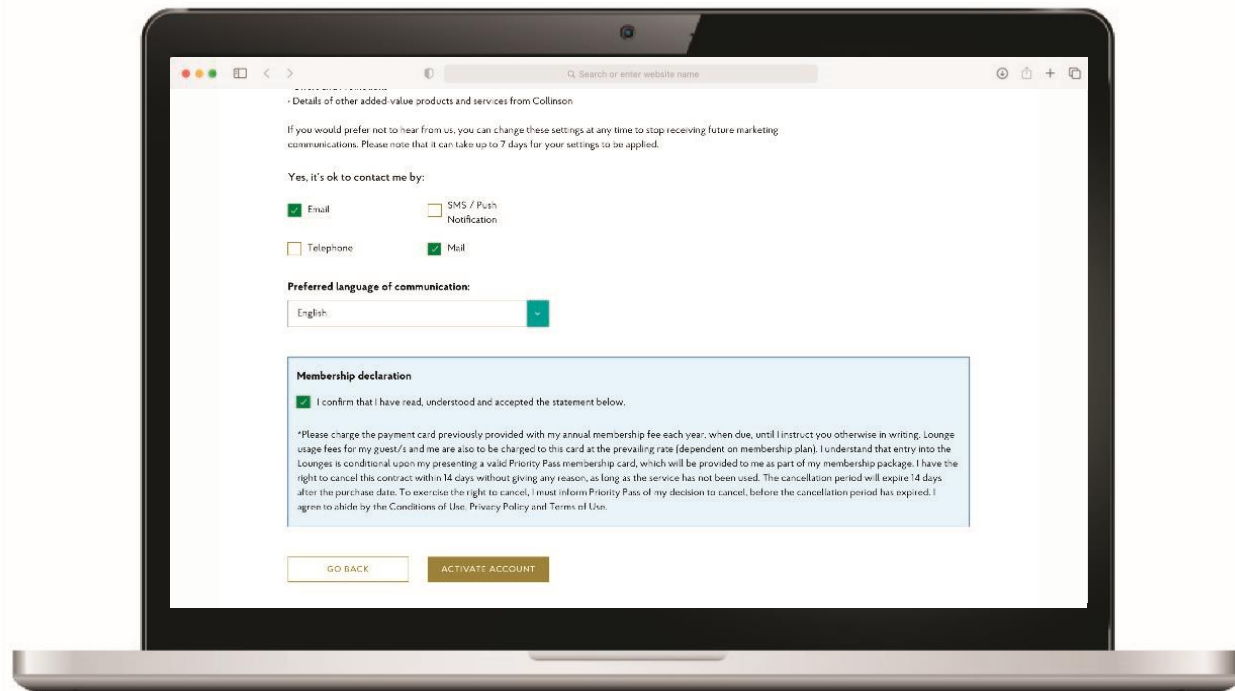 Search or enter website name
• Details of other added-value products and services from Collinson
If you would prefer not to hear from us, you can change these settings at any time to stop receiving future marketing
communications. Please note that it can take up to 7 days for your settings to be applied.
Yes, it's ok to contact me by:
Email
SMS / Push
Notification
Telephone
Mail
Preferred language of communication:
English
Membership declaration
I confirm that I have read, understood and accepted the statement below.
*Please charge the payment card previously provided with my annual membership fee each year, when due, until I instruct you otherwise in writing. Lounge
usage fees for my guest/s and me are also to be charged to this card at the prevailing rate (dependent on membership plan). I understand that entry into the
Lounges is conditional upon my presenting a valid Priority Pass membership card, which will be provided to me as part of my membership package. I have the
right to cancel this contract within 14 days without giving any reason, as long as the service has not been used. The cancellation period will expire 14 days
after the purchase date. To exercise the right to cancel, I must inform Priority Pass of my decision to cancel, before the cancellation period has expired. I
agree to abide by the Conditions of Use, Privacy Policy and Terms of Use.
GO BACK
ACTIVATE ACCOUNT